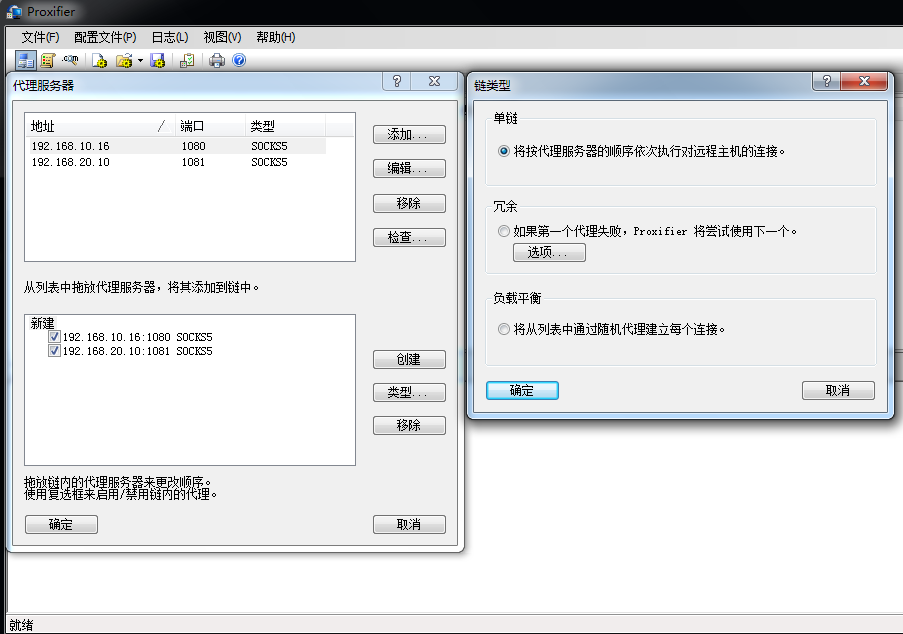 Proxifier
文件(F) 配置文件(P) 日志(L) 视图(V) 帮助(H)
代理服务器
地址 端口 类型
192.168.10.16 1080 SOCKS5
192.168.20.10 1081 SOCKS5
添加...
编辑...
移除
检查...
从列表中拖放代理服务器，将其添加到链中。
新建
192.168.10.16:1080 SOCKS5
192.168.20.10:1081 SOCKS5
创建
类型...
移除
拖放链内的代理服务器来更改顺序。
使用复选框来启用/禁用链内的代理。
确定 取消
链类型
单链
将按代理服务器的顺序依次执行对远程主机的连接。
冗余
如果第一个代理失败，Proxifier 将尝试使用下一个。
选项...
负载平衡
将从列表中通过随机代理建立每个连接。
确定 取消
就绪